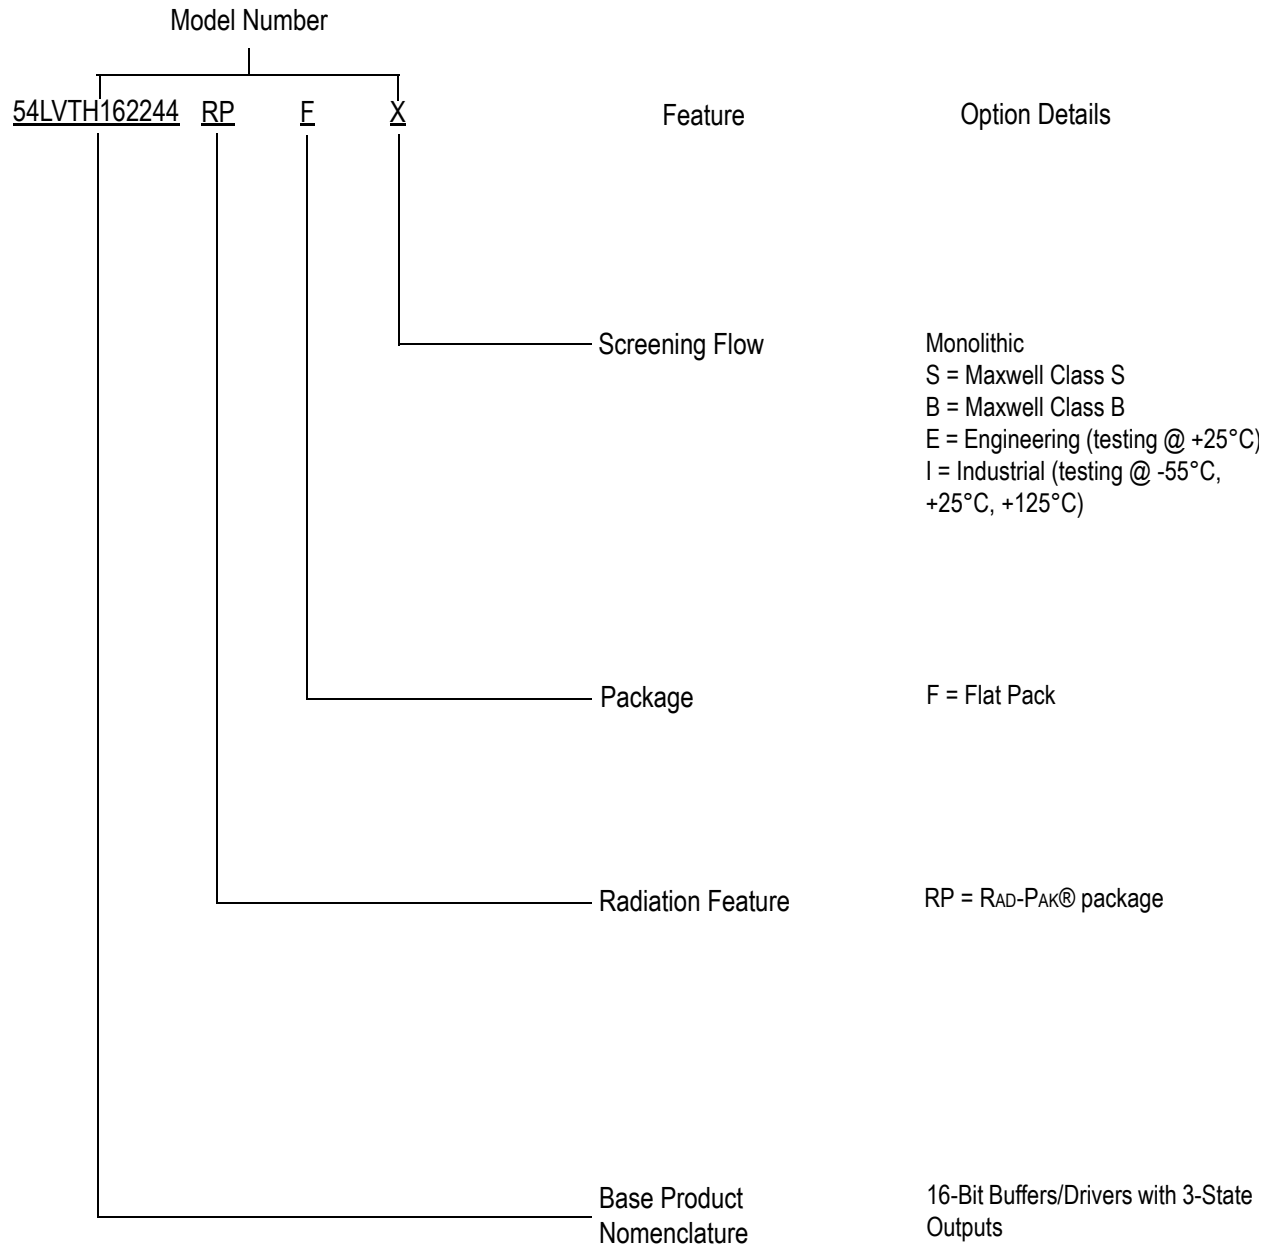 Model Number
54LVTH162244 RP F X
Feature
Option Details
Screening Flow
Monolithic
S = Maxwell Class S
B = Maxwell Class B
E = Engineering (testing @ +25°C)
I = Industrial (testing @ -55°C,
+25°C, +125°C)
Package
F = Flat Pack
Radiation Feature
RP = RAD-PAK® package
Base Product
Nomenclature
16-Bit Buffers/Drivers with 3-State
Outputs